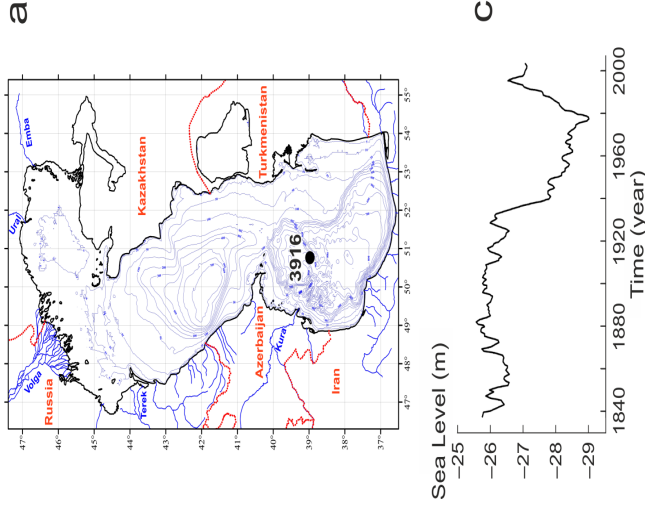 a
47°
46°
45°
44°
43°
42°
41°
40°
39°
38°
37°
47°
48°
49°
50°
51°
52°
53°
54°
55°
Volga
Ural
Emba
Russia
Kazakhstan
Terek
Azerbaijan
Turkmenistan
Kura
3916
Iran
c
Sea Level (m)
−25
−26
−27
−28
−29
1840
1880
1920
1960
2000
Time (year)